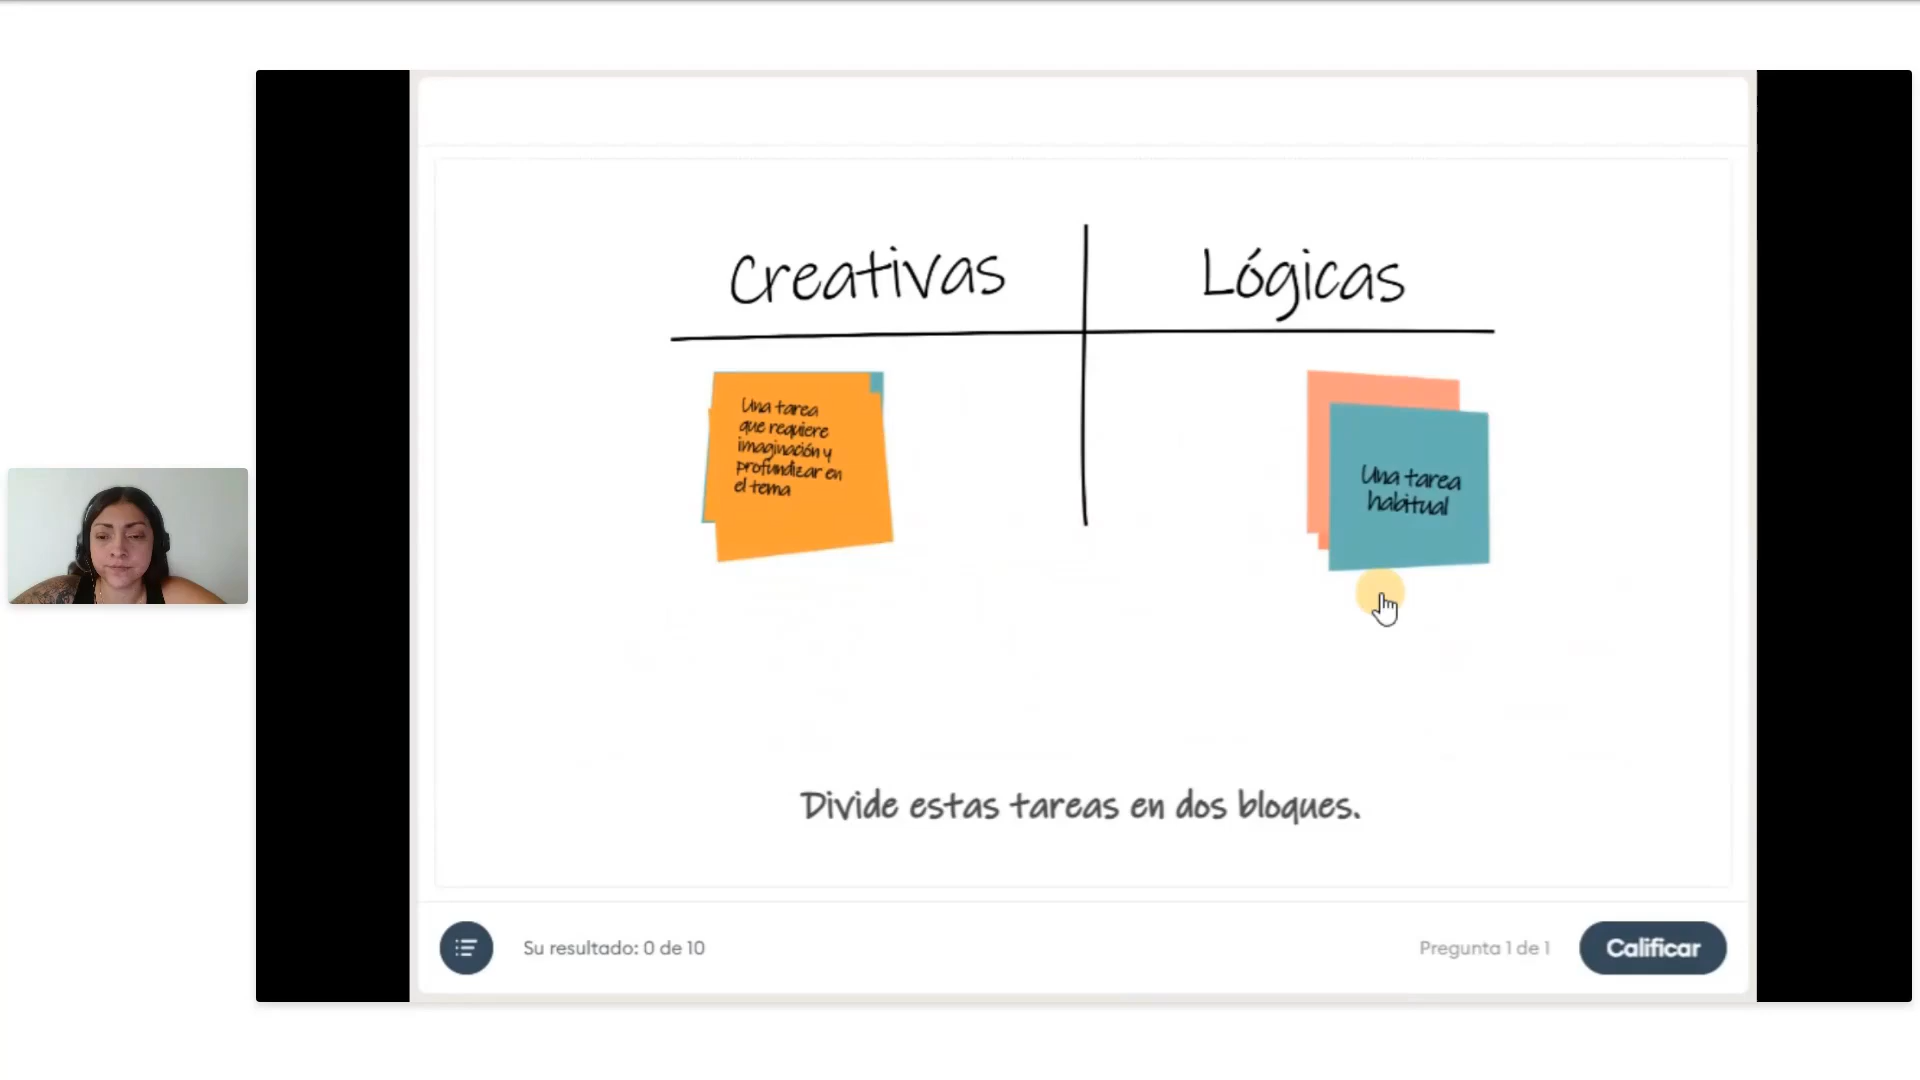 Creativas
Lógicas
Una tarea
que requiere
imaginación y
profundizar en
el tema
Una tarea
habitual
Divide estas tareas en dos bloques.
Su resultado: 0 de 10
Pregunta 1 de 1
Calificar